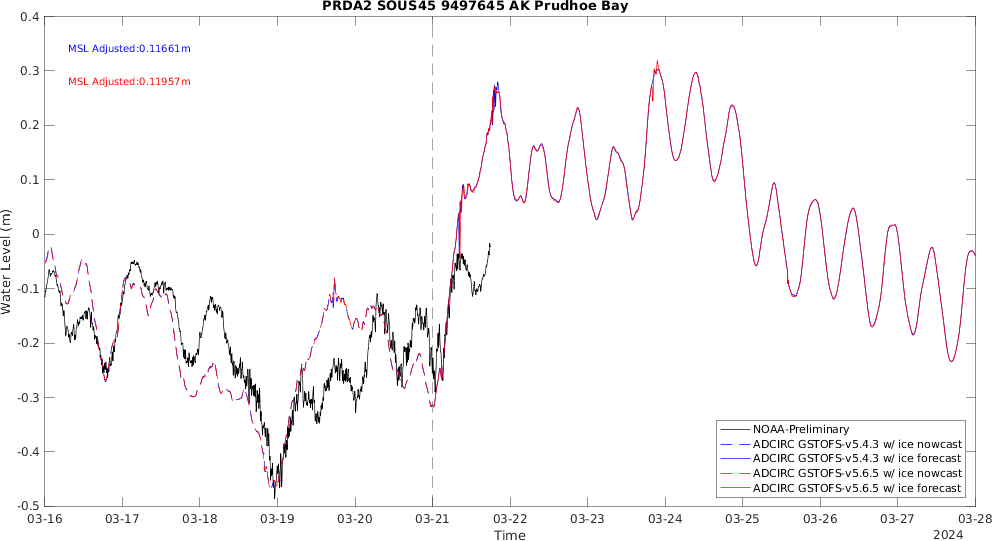 PRDA2 SOUS45 9497645 AK Prudhoe Bay
0.4
0.3
0.2
0.1
0
-0.1
-0.2
-0.3
-0.4
-0.5
Water Level (m)
MSL Adjusted:0.11661m
MSL Adjusted:0.11957m
NOAA-Preliminary
ADCIRC GSTOFS-v5.4.3 w/ ice nowcast
ADCIRC GSTOFS-v5.4.3 w/ ice forecast
ADCIRC GSTOFS-v5.6.5 w/ ice nowcast
ADCIRC GSTOFS-v5.6.5 w/ ice forecast
03-16 03-17 03-18 03-19 03-20 03-21 03-22 03-23 03-24 03-25 03-26 03-27 03-28
Time
2024